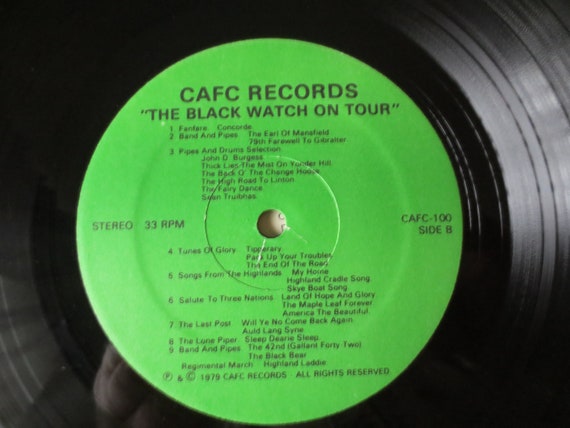 CAFC RECORDS
"THE BLACK WATCH ON TOUR"
1. Fanfare. Concorde.
2. Band And Pipes The Earl Of Mansfield
79th Farewell To Gibralter
3. Pipes And Drums Selection
John D. Burgess
Thick Lies The Mist On Yonder Hill
The Back O' The Change Hoose
The High Road To Linton
The Fairy Dance
Sean Truibhas
STEREO 33 RPM
CAFC-100
SIDE B
4. Tunes Of Glory Tipperary
Pack Up Your Troubles
The End Of The Road
5. Songs From The Highlands My Home
Highland Cradle Song
Skye Boat Song
6. Salute To Three Nations Land Of Hope And Glory
The Maple Leaf Forever
America The Beautiful.
7. The Last Post Will Ye No Come Back Again
Auld Lang Syne
8. The Lone Piper. Sleep Dearie Sleep.
9. Band And Pipes The 42nd (Gallant Forty Two)
The Black Bear
Regimental March Highland Laddie
℗ & © 1979 CAFC RECORDS - ALL RIGHTS RESERVED